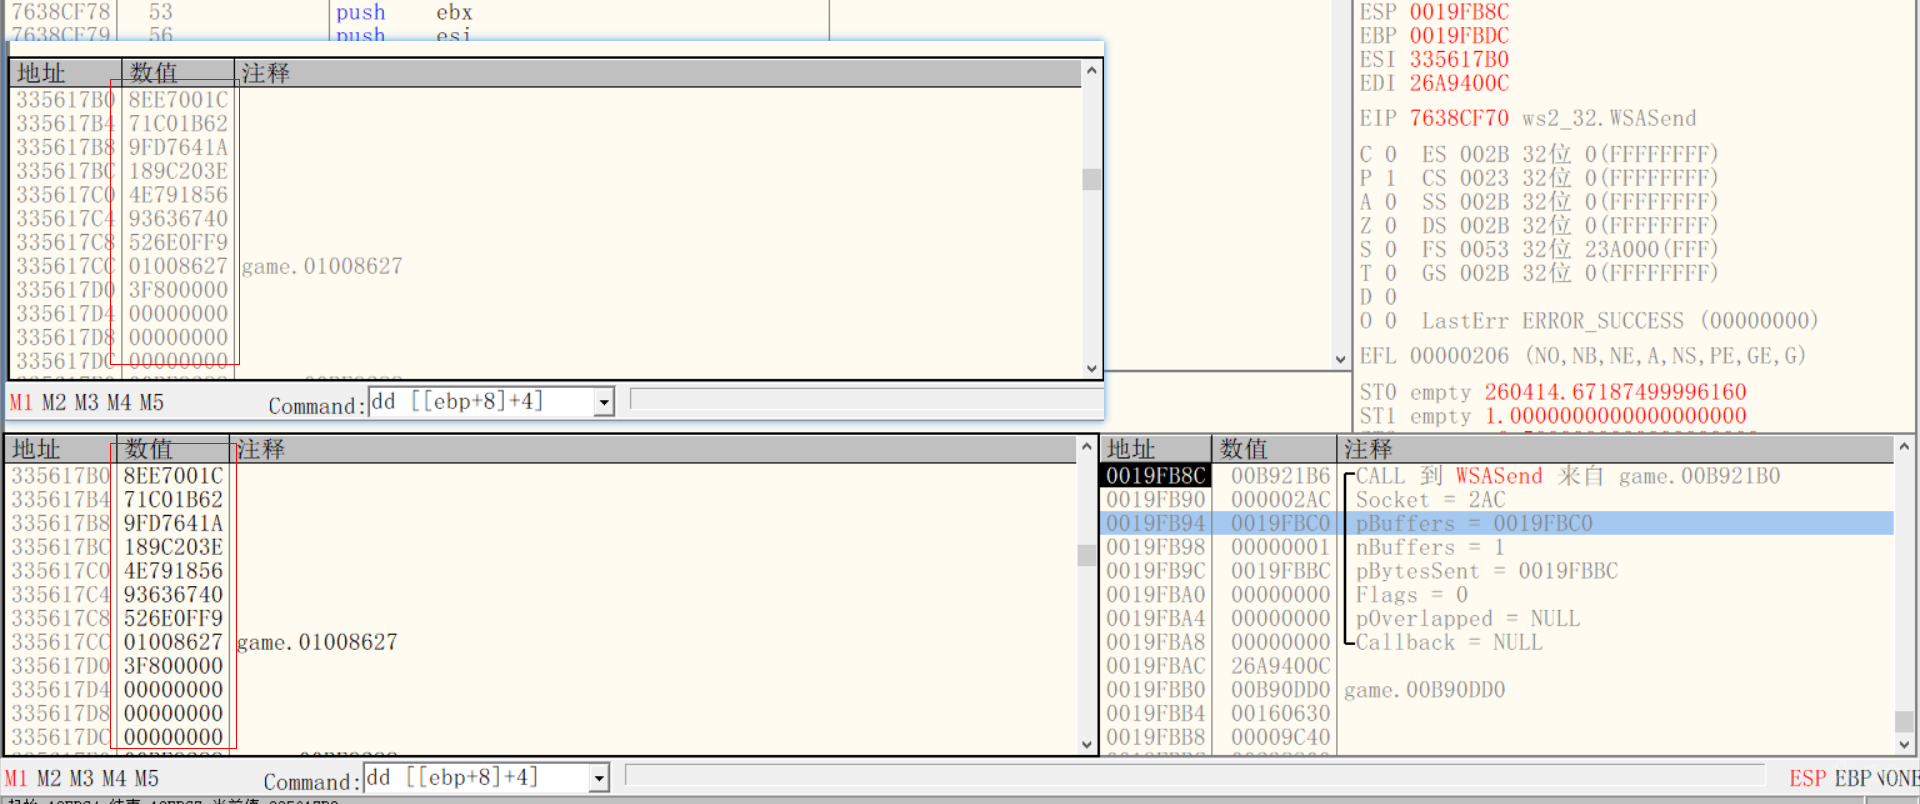 7638CF78 53 push ebx
7638CF79 56 push esi
地址 数值 注释
335617B0 8EE7001C
335617B4 71C01B62
335617B8 9FD7641A
335617BC 189C203E
335617C0 4E791856
335617C4 93636740
335617C8 526E0FF9
335617CC 01008627 game.01008627
335617D0 3F800000
335617D4 00000000
335617D8 00000000
335617DC 00000000
M1 M2 M3 M4 M5 Command: dd [[ebp+8]+4]
ESP 0019FB8C
EBP 0019FBDC
ESI 335617B0
EDI 26A9400C
EIP 7638CF70 ws2_32.WSASend
C 0 ES 002B 32位 0(FFFFFFFF)
P 1 CS 0023 32位 0(FFFFFFFF)
A 0 SS 002B 32位 0(FFFFFFFF)
Z 0 DS 002B 32位 0(FFFFFFFF)
S 0 FS 0053 32位 23A000(FFF)
T 0 GS 002B 32位 0(FFFFFFFF)
D 0
O 0 LastErr ERROR_SUCCESS (00000000)
EFL 00000206 (NO,NB,NE,A,NS,PE,GE,G)
ST0 empty 260414.67187499996160
ST1 empty 1.0000000000000000000
地址 数值 注释
335617B0 8EE7001C
335617B4 71C01B62
335617B8 9FD7641A
335617BC 189C203E
335617C0 4E791856
335617C4 93636740
335617C8 526E0FF9
335617CC 01008627 game.01008627
335617D0 3F800000
335617D4 00000000
335617D8 00000000
335617DC 00000000
地址 数值 注释
0019FB8C 00B921B6 CALL 到 WSASend 来自 game.00B921B0
0019FB90 000002AC Socket = 2AC
0019FB94 0019FBC0 pBuffers = 0019FBC0
0019FB98 00000001 nBuffers = 1
0019FB9C 0019FBBC pBytesSent = 0019FBBC
0019FBA0 00000000 Flags = 0
0019FBA4 00000000 pOverlapped = NULL
0019FBA8 00000000 Callback = NULL
0019FBAC 26A9400C
0019FBB0 00B90DD0 game.00B90DD0
0019FBB4 00160630
0019FBB8 00009C40
M1 M2 M3 M4 M5 Command: dd [[ebp+8]+4] ESP EBP NONE